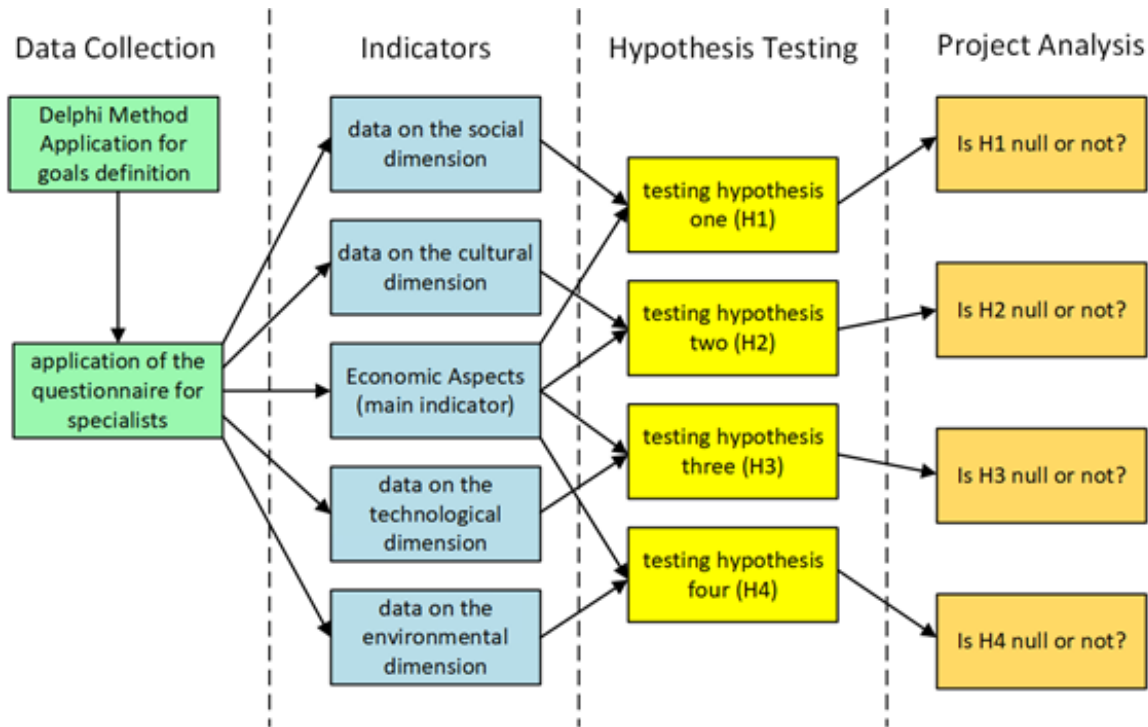 Data Collection
Delphi Method
Application for
goals definition
application of the
questionnaire for
specialists
Indicators
data on the social
dimension
data on the cultural
dimension
Economic Aspects
(main indicator)
data on the
technological
dimension
data on the
environmental
dimension
Hypothesis Testing
testing hypothesis
one (H1)
testing hypothesis
two (H2)
testing hypothesis
three (H3)
testing hypothesis
four (H4)
Project Analysis
Is H1 null or not?
Is H2 null or not?
Is H3 null or not?
Is H4 null or not?